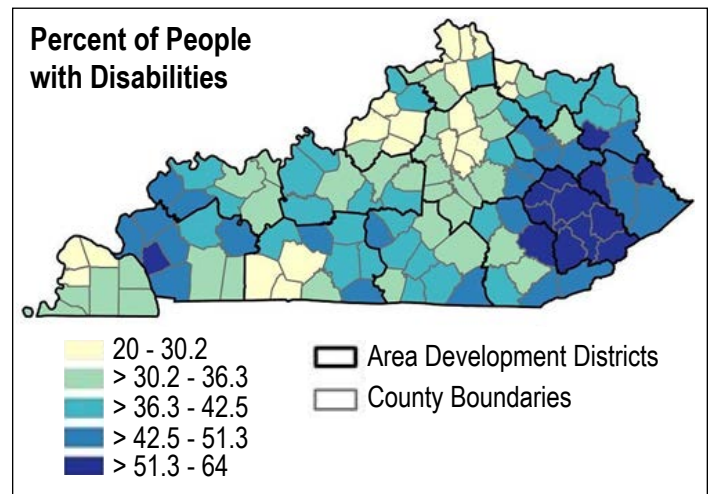 Percent of People
with Disabilities
20 - 30.2
> 30.2 - 36.3
> 36.3 - 42.5
> 42.5 - 51.3
> 51.3 - 64
Area Development Districts
County Boundaries